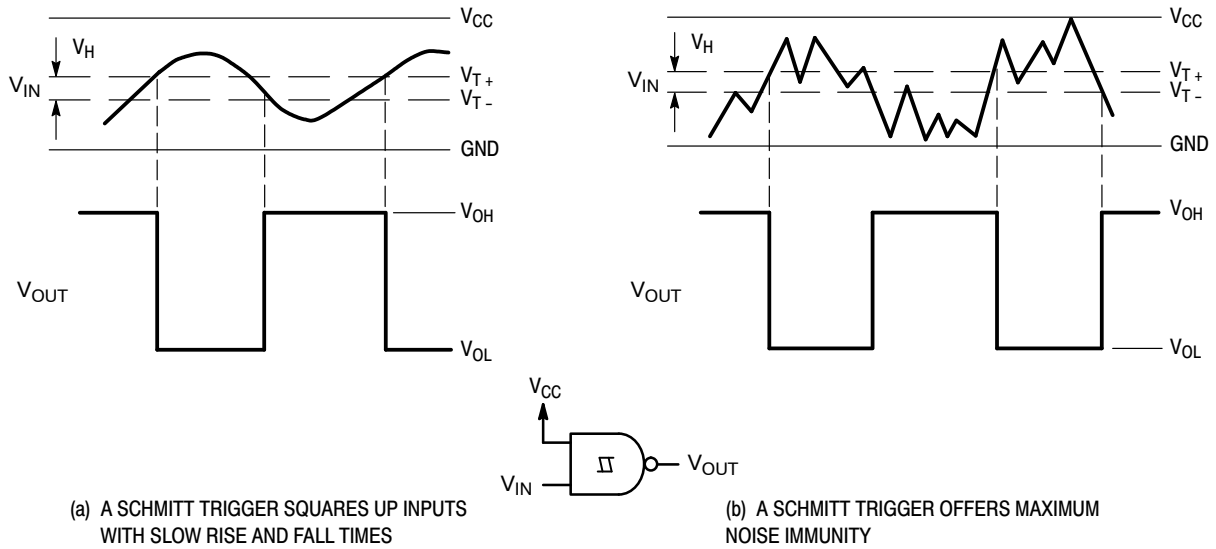 V_CC
V_H
V_IN
V_T+
V_T−
GND
V_OH
V_OUT
V_OL
V_CC
V_H
V_IN
V_T+
V_T−
GND
V_OH
V_OUT
V_OL
V_CC
V_IN
V_OUT
(a) A SCHMITT TRIGGER SQUARES UP INPUTS
WITH SLOW RISE AND FALL TIMES
(b) A SCHMITT TRIGGER OFFERS MAXIMUM
NOISE IMMUNITY